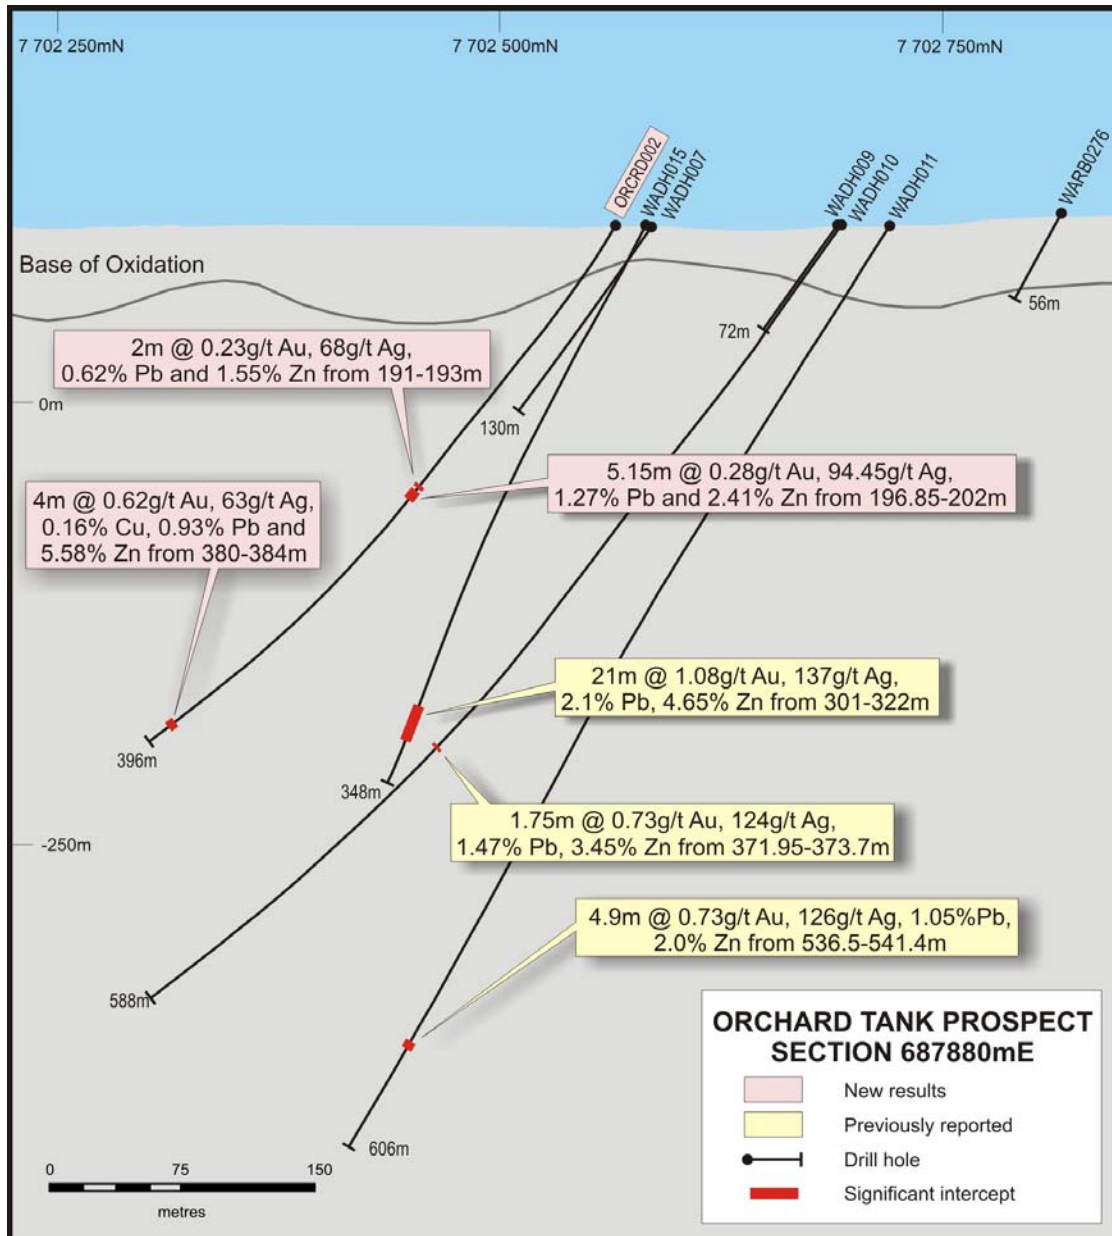 7 702 250mN
7 702 500mN
7 702 750mN
ORCRD002
WADH015
WADH007
WADH009
WADH010
WADH011
WARB0276
Base of Oxidation
56m
72m
2m @ 0.23g/t Au, 68g/t Ag,
0.62% Pb and 1.55% Zn from 191-193m
0m
130m
5.15m @ 0.28g/t Au, 94.45g/t Ag,
1.27% Pb and 2.41% Zn from 196.85-202m
4m @ 0.62g/t Au, 63g/t Ag,
0.16% Cu, 0.93% Pb and
5.58% Zn from 380-384m
21m @ 1.08g/t Au, 137g/t Ag,
2.1% Pb, 4.65% Zn from 301-322m
396m
348m
1.75m @ 0.73g/t Au, 124g/t Ag,
1.47% Pb, 3.45% Zn from 371.95-373.7m
-250m
4.9m @ 0.73g/t Au, 126g/t Ag, 1.05%Pb,
2.0% Zn from 536.5-541.4m
588m
606m
ORCHARD TANK PROSPECT
SECTION 687880mE
New results
Previously reported
Drill hole
Significant intercept
0 75 150
metres